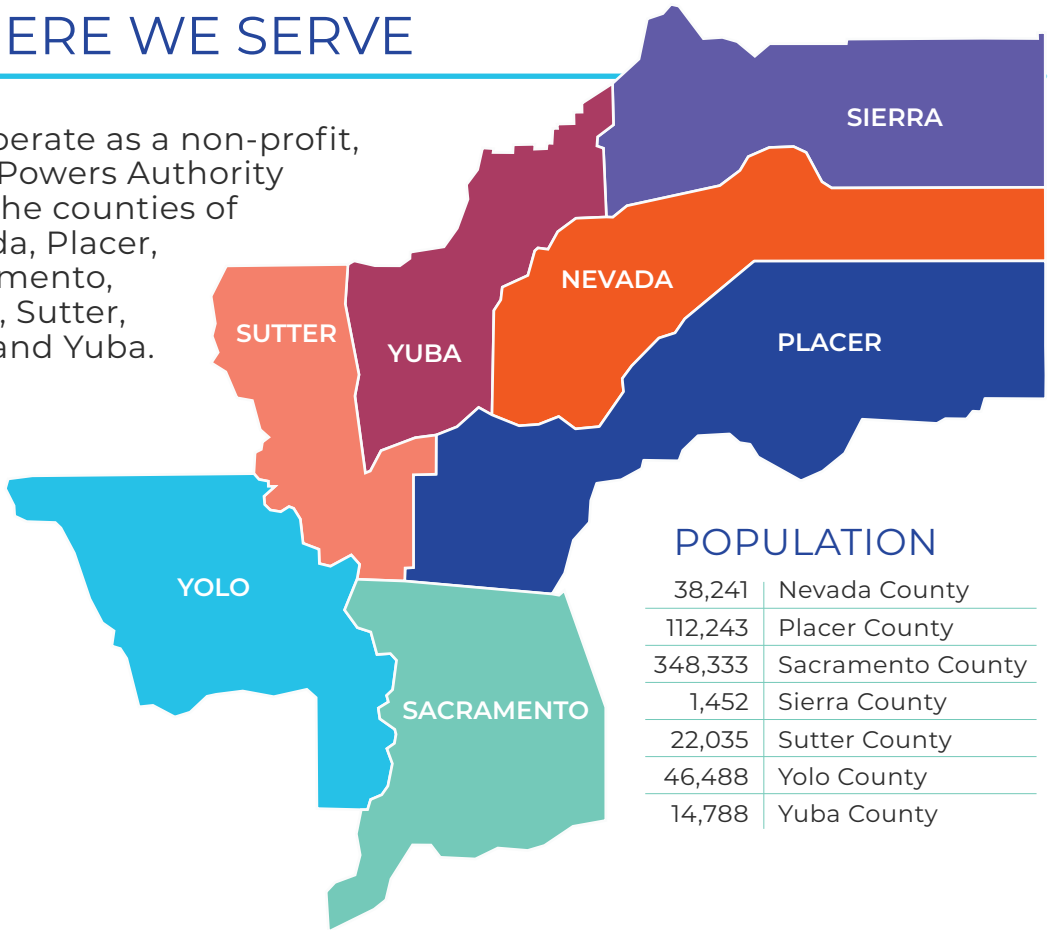 ERE WE SERVE
perate as a non-profit,
Powers Authority
he counties of
da, Placer,
mento,
, Sutter,
and Yuba.
SIERRA
NEVADA
SUTTER
YUBA
PLACER
YOLO
SACRAMENTO
POPULATION
38,241 Nevada County
112,243 Placer County
348,333 Sacramento County
1,452 Sierra County
22,035 Sutter County
46,488 Yolo County
14,788 Yuba County